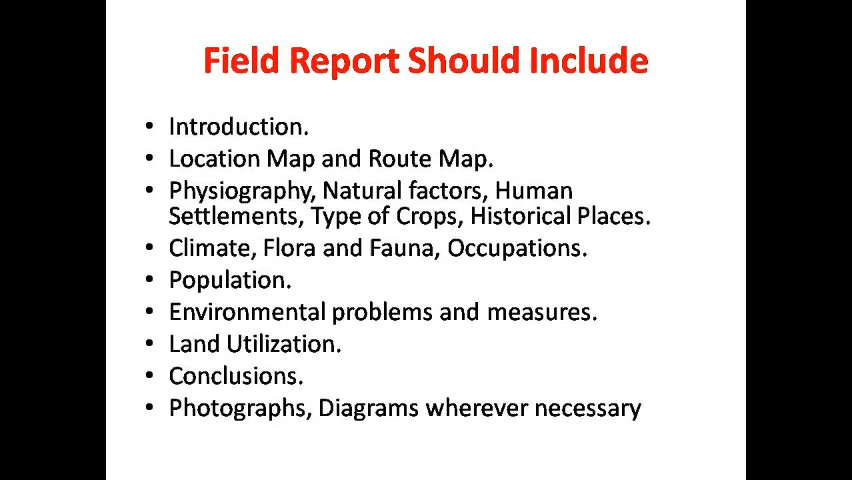 Field Report Should Include
• Introduction.
• Location Map and Route Map.
• Physiography, Natural factors, Human
Settlements, Type of Crops, Historical Places.
• Climate, Flora and Fauna, Occupations.
• Population.
• Environmental problems and measures.
• Land Utilization.
• Conclusions.
• Photographs, Diagrams wherever necessary